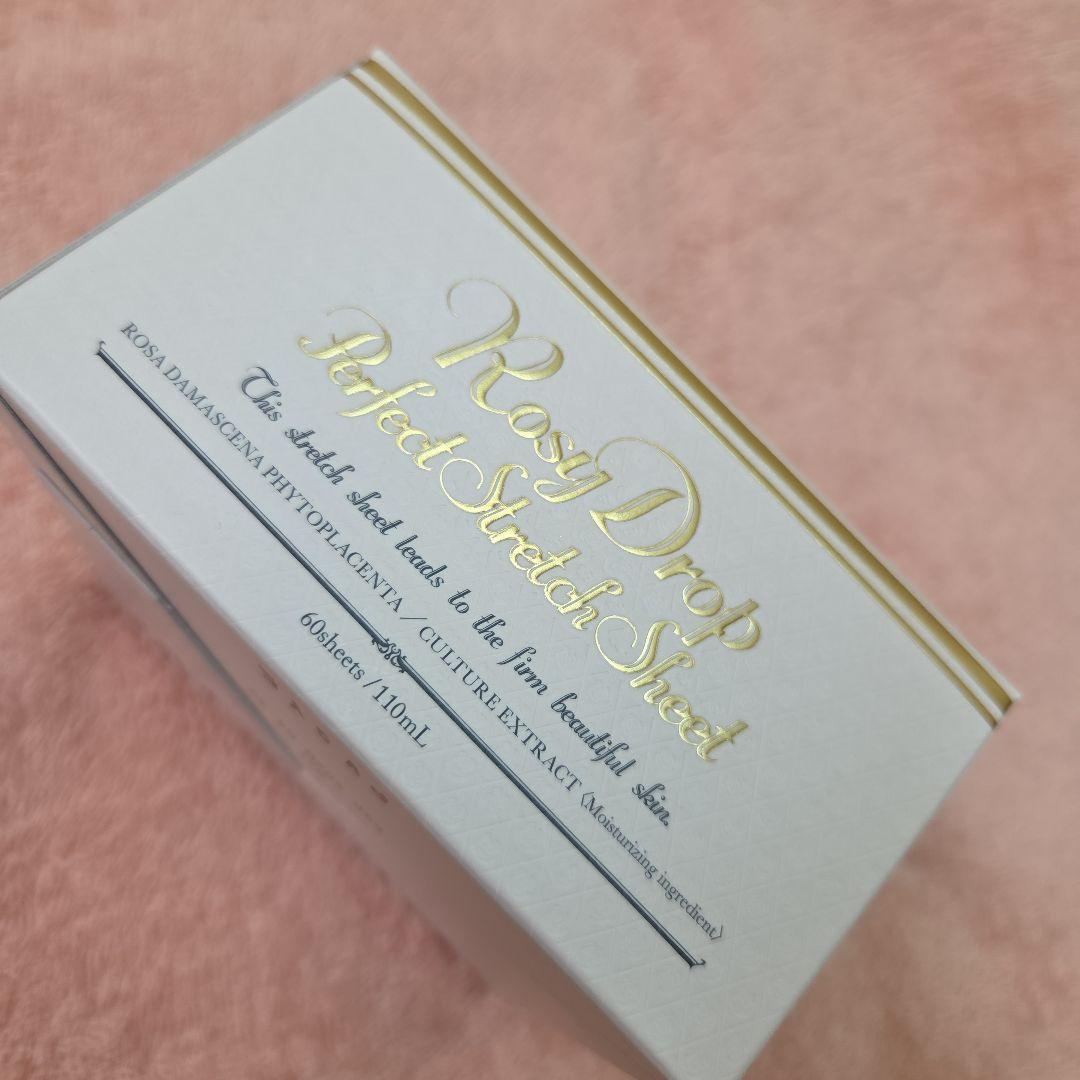 Rosy Drop
Perfect Stretch Sheet
This stretch sheet leads to the firm beautiful skin.
ROSA DAMASCENA PHYTOPLACENTA／CULTURE EXTRACT〈Moisturizing ingredient〉
60sheets /110mL